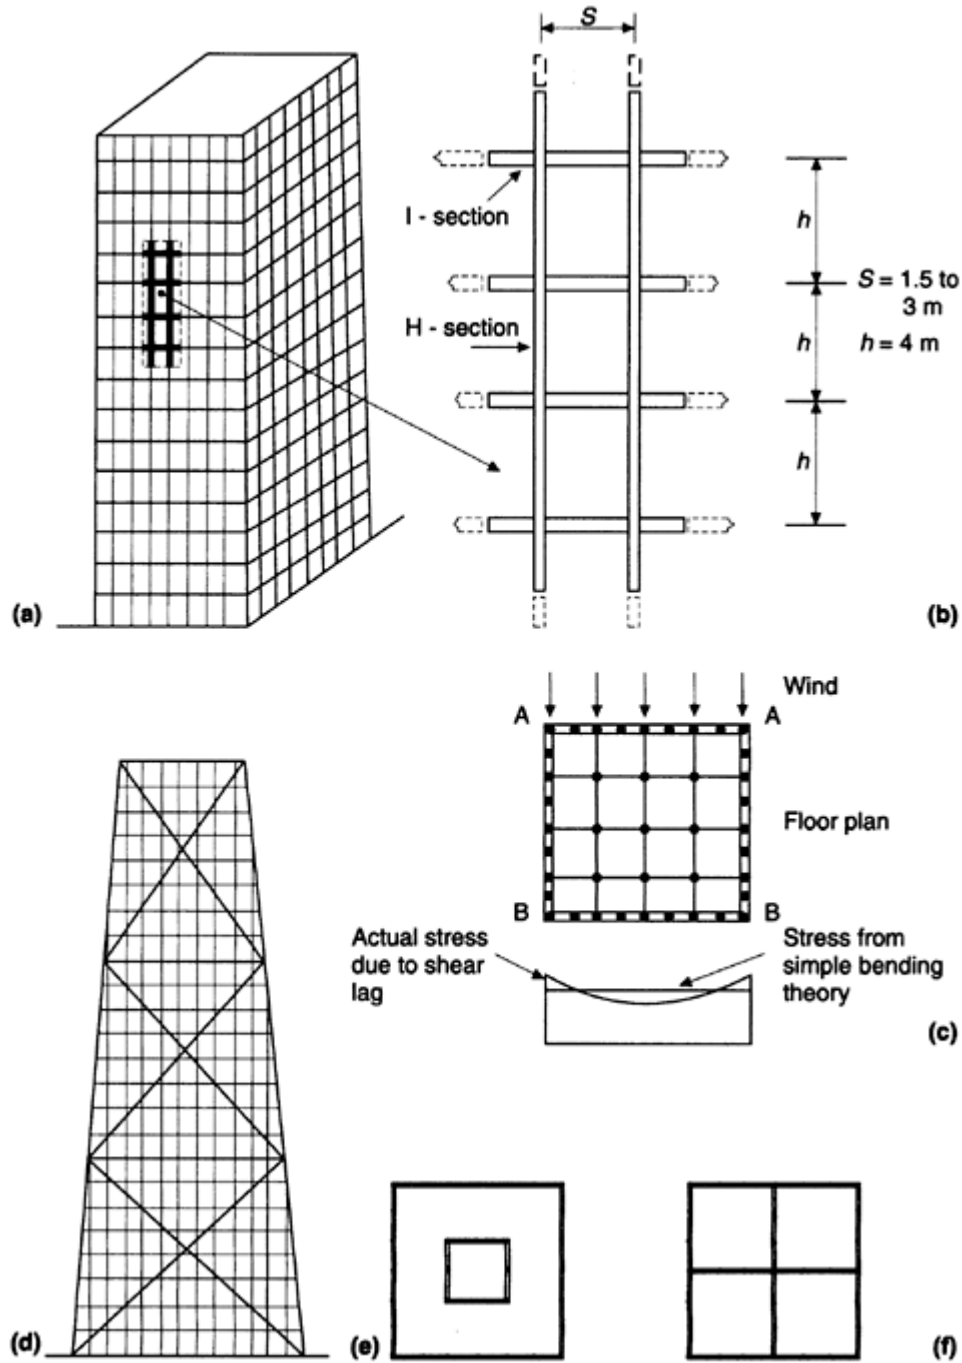 S
I - section
H - section
h
h
h
S = 1.5 to
3 m
h = 4 m
(a)
(b)
Wind
A
A
Floor plan
B
B
Actual stress
due to shear
lag
Stress from
simple bending
theory
(c)
(d)
(e)
(f)